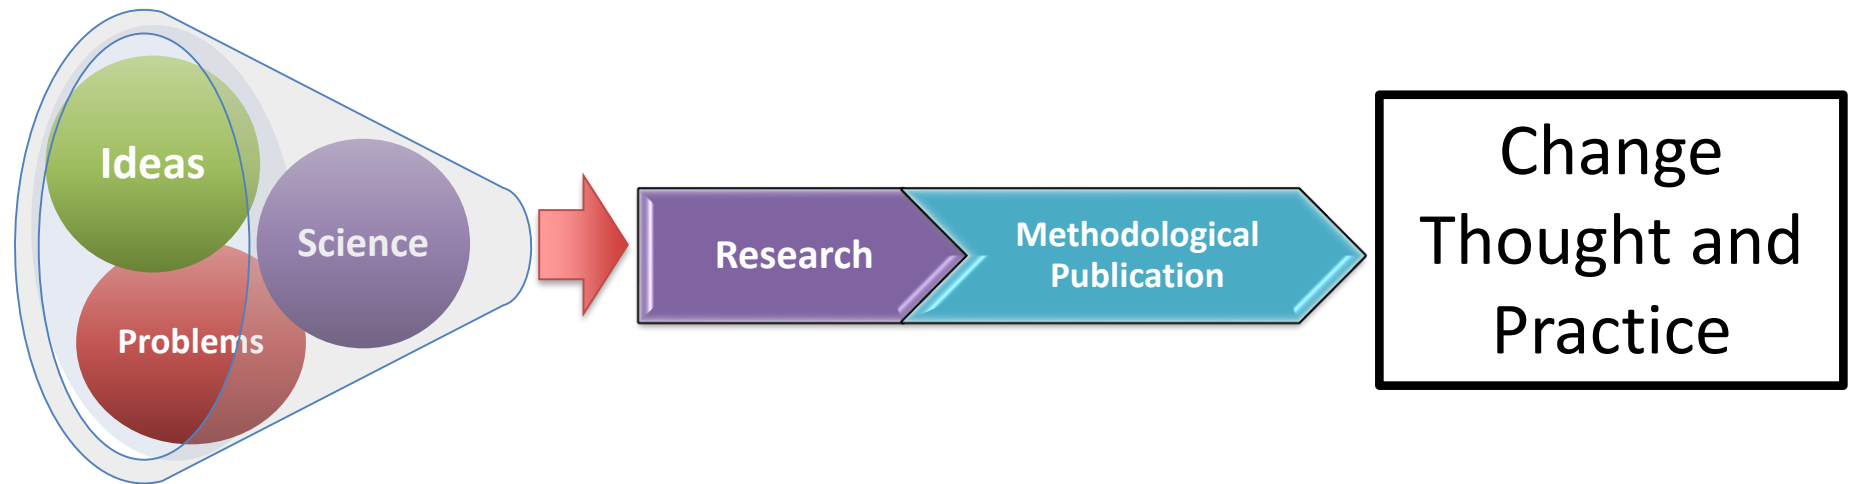 Ideas
Problems
Science
Research
Methodological
Publication
Change
Thought and
Practice